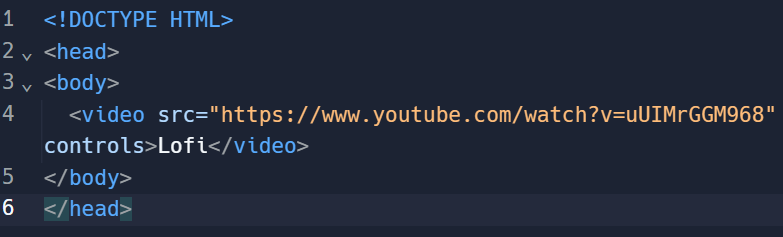 1 <!DOCTYPE HTML>
2 <head>
3 <body>
4 <video src="https://www.youtube.com/watch?v=uUIMrGGM968"
controls>Lofi</video>
5 </body>
6 </head>